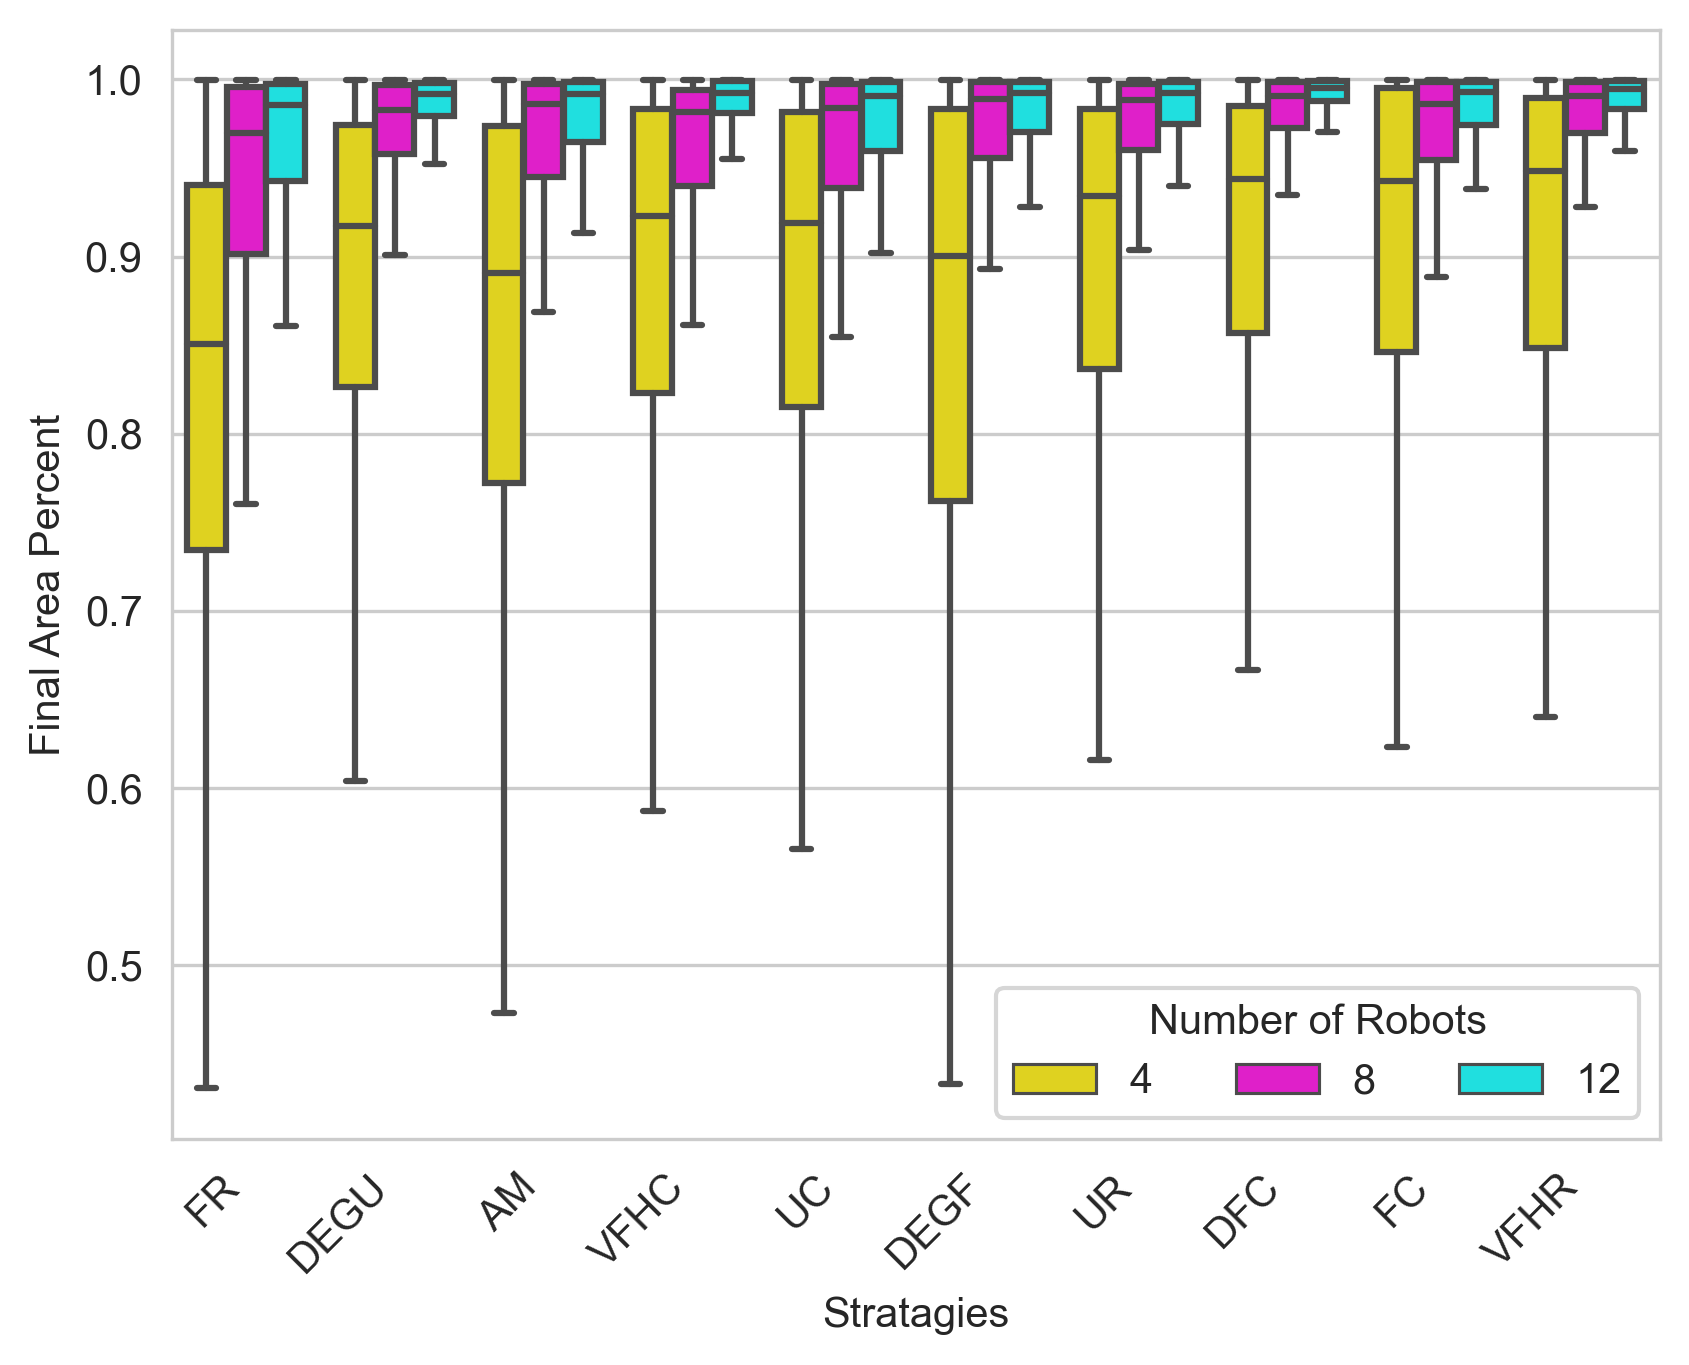 1.0
0.9
0.8
0.7
0.6
0.5
Final Area Percent
Number of Robots
4 8 12
FR DEGU AM VFHC UC DEGF UR DFC FC VFHR
Stratagies